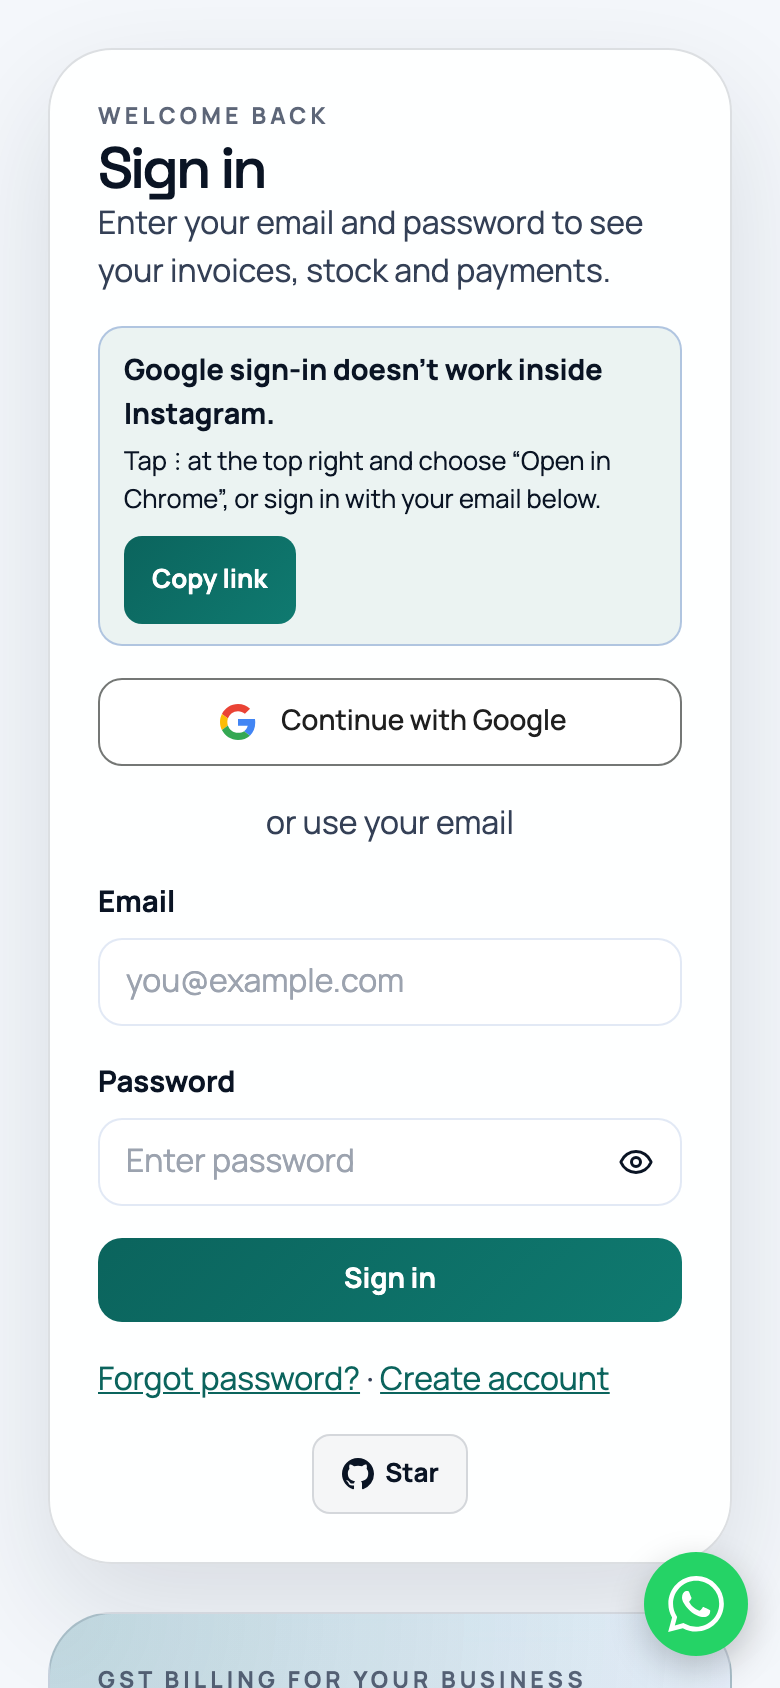 WELCOME BACK
Sign in
Enter your email and password to see
your invoices, stock and payments.
Google sign-in doesn’t work inside
Instagram.
Tap ⋮ at the top right and choose “Open in
Chrome”, or sign in with your email below.
Copy link
Continue with Google
or use your email
Email
you@example.com
Password
Enter password
Sign in
Forgot password? · Create account
Star
GST BILLING FOR YOUR BUSINESS